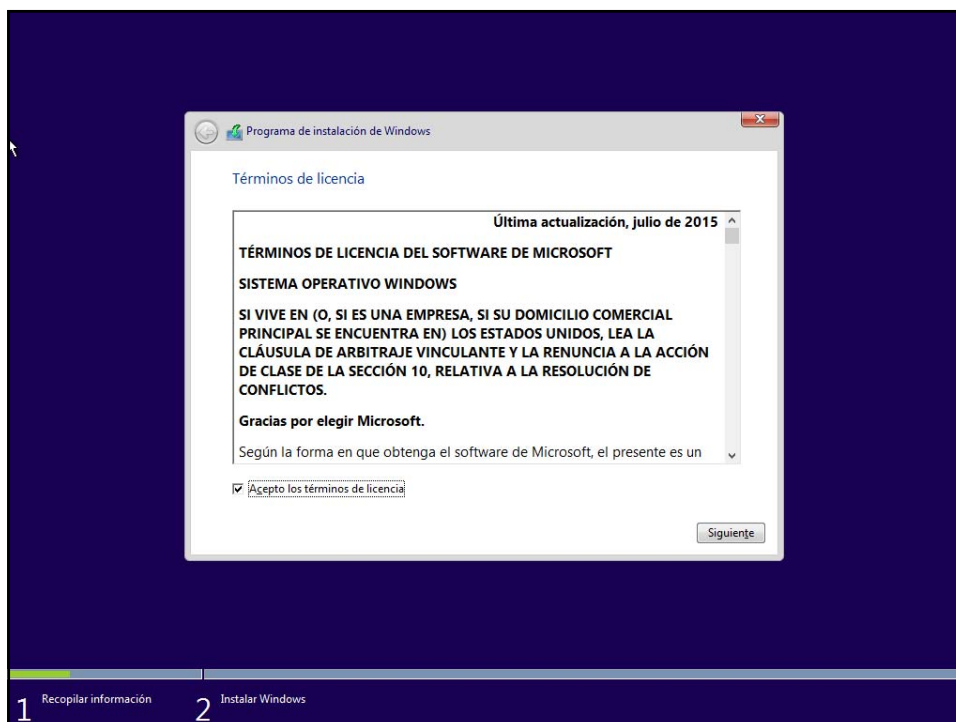 Programa de instalación de Windows
Términos de licencia
Última actualización, julio de 2015
TÉRMINOS DE LICENCIA DEL SOFTWARE DE MICROSOFT
SISTEMA OPERATIVO WINDOWS
SI VIVE EN (O, SI ES UNA EMPRESA, SI SU DOMICILIO COMERCIAL
PRINCIPAL SE ENCUENTRA EN) LOS ESTADOS UNIDOS, LEA LA
CLÁUSULA DE ARBITRAJE VINCULANTE Y LA RENUNCIA A LA ACCIÓN
DE CLASE DE LA SECCIÓN 10, RELATIVA A LA RESOLUCIÓN DE
CONFLICTOS.
Gracias por elegir Microsoft.
Según la forma en que obtenga el software de Microsoft, el presente es un
Acepto los términos de licencia
Siguiente
1 Recopilar información
2 Instalar Windows